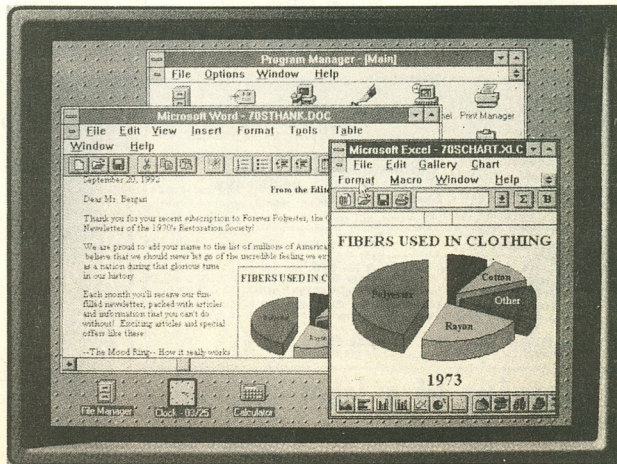 Program Manager - [Main]
File Options Window Help
Print Manager
Microsoft Word - 70STHANK.DOC
File Edit View Insert Format Tools Table
Window Help
September 20, 1992
From the Edito
Dear Mr. Bergan
Thank you for your recent subscription to Forever Polyester, the
Newsletter of the 1970's Restoration Society!
We are proud to add your name to the list of millions of America
believe that we should never let go of the incredible feeling we
as a nation during that glorious time
in our history.
Each month you'll receive our fun-
filled newsletter, packed with articles
and information that you can't do
without! Exciting articles and special
offers like these:
--The Mood Ring-- How it really works
FIBERS USED IN C
Polyester
Rayon
Microsoft Excel - 70SCHART.XLC
File Edit Gallery Chart
Format Macro Window Help
Σ B
FIBERS USED IN CLOTHING
Polyester
Cotton
Other
Rayon
1973
File Manager
Clock - 03/25
Calculator